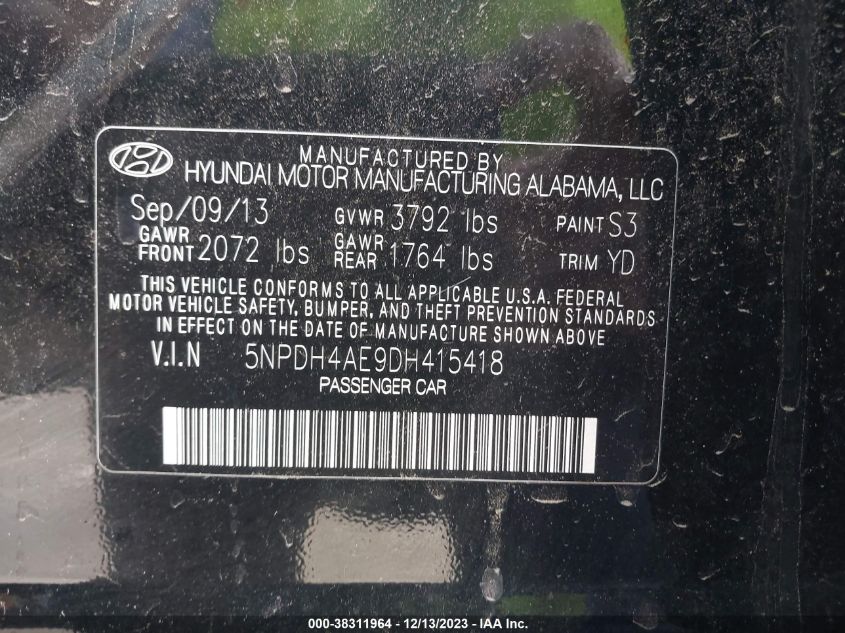 MANUFACTURED BY
HYUNDAI MOTOR MANUFACTURING ALABAMA, LLC
Sep/09/13 GVWR 3792 lbs PAINT S3
GAWR FRONT 2072 lbs GAWR REAR 1764 lbs TRIM YD
THIS VEHICLE CONFORMS TO ALL APPLICABLE U.S.A. FEDERAL
MOTOR VEHICLE SAFETY, BUMPER, AND THEFT PREVENTION STANDARDS
IN EFFECT ON THE DATE OF MANUFACTURE SHOWN ABOVE
V.I.N 5NPDH4AE9DH415418
PASSENGER CAR
000-38311964 - 12/13/2023 - IAA Inc.